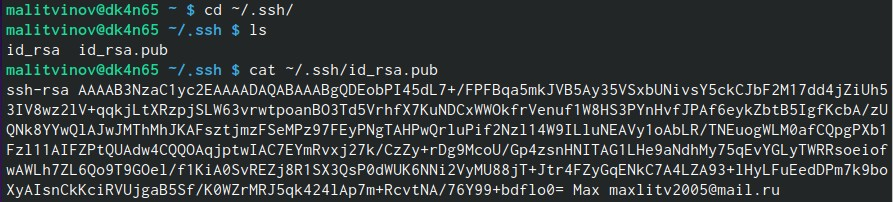 malitvinov@dk4n65 ~ $ cd ~/.ssh/
malitvinov@dk4n65 ~/.ssh $ ls
id_rsa  id_rsa.pub
malitvinov@dk4n65 ~/.ssh $ cat ~/.ssh/id_rsa.pub
ssh-rsa AAAAB3NzaC1yc2EAAAADAQABAAABgQDEobPI45dL7+/FPFBqa5mkJVB5Ay35VSxbUNivsY5ckCJbF2M17dd4jZiUh5
3IV8wz2lV+qqkjLtXRzpjSLW63vrwtpoanBO3Td5VrhfX7KuNDCxWWOkfrVenuf1W8HS3PYnHvfJPAf6eykZbtB5IgfKcbA/zU
QNk8YYwQlAJwJMThMhJKAFsztjmzFSeMPz97FEyPNgTAHPwQrluPif2Nzl14W9ILluNEAVy1oAbLR/TNEuogWLM0afCQpgPXb1
Fzl11AIFZPtQUAdw4CQQOAqjptwIAC7EYmRvxj27k/CzZy+rDg9McoU/Gp4zsnHNITAG1LHe9aNdhMy75qEvYGLyTWRRsoeiof
wAWLh7ZL6Qo9T9GOel/f1KiA0SvREZj8R1SX3QsP0dWUK6NNi2VyMU88jT+Jtr4FZyGqENkC7A4LZA93+lHyLFuEedDPm7k9bo
XyAIsnCkKciRVUjgaB5Sf/K0WZrMRJ5qk424lAp7m+RcvtNA/76Y99+bdflo0= Max maxlitv2005@mail.ru